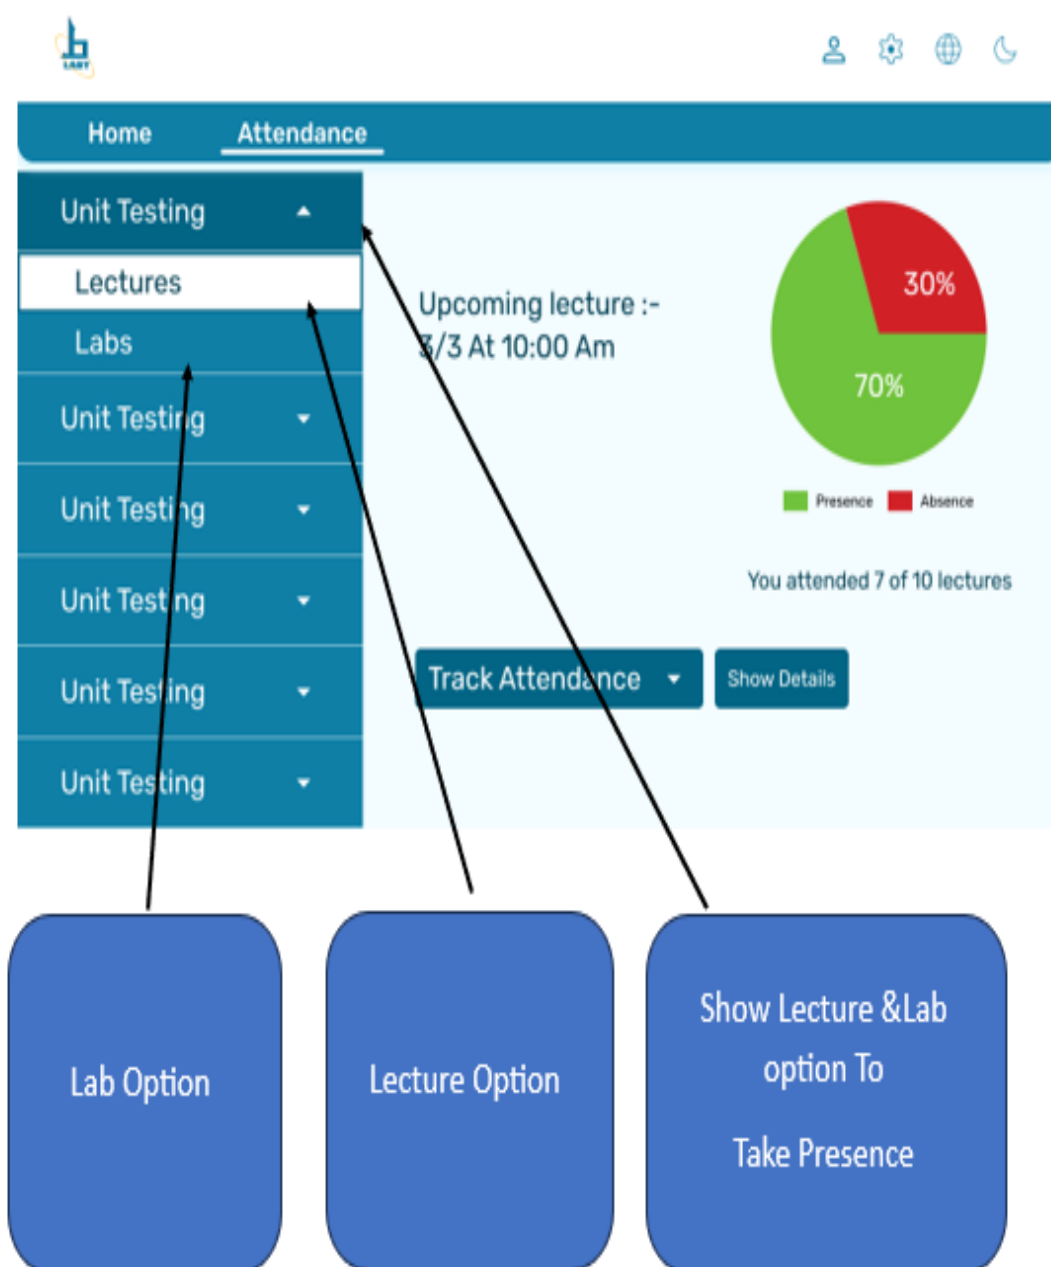 LABY
Home Attendance
Unit Testing
Lectures
Labs
Unit Testing
Unit Testing
Unit Testing
Unit Testing
Unit Testing
Upcoming lecture :-
3/3 At 10:00 Am
30%
70%
Presence Absence
You attended 7 of 10 lectures
Track Attendance
Show Details
Lab Option
Lecture Option
Show Lecture &Lab
option To
Take Presence